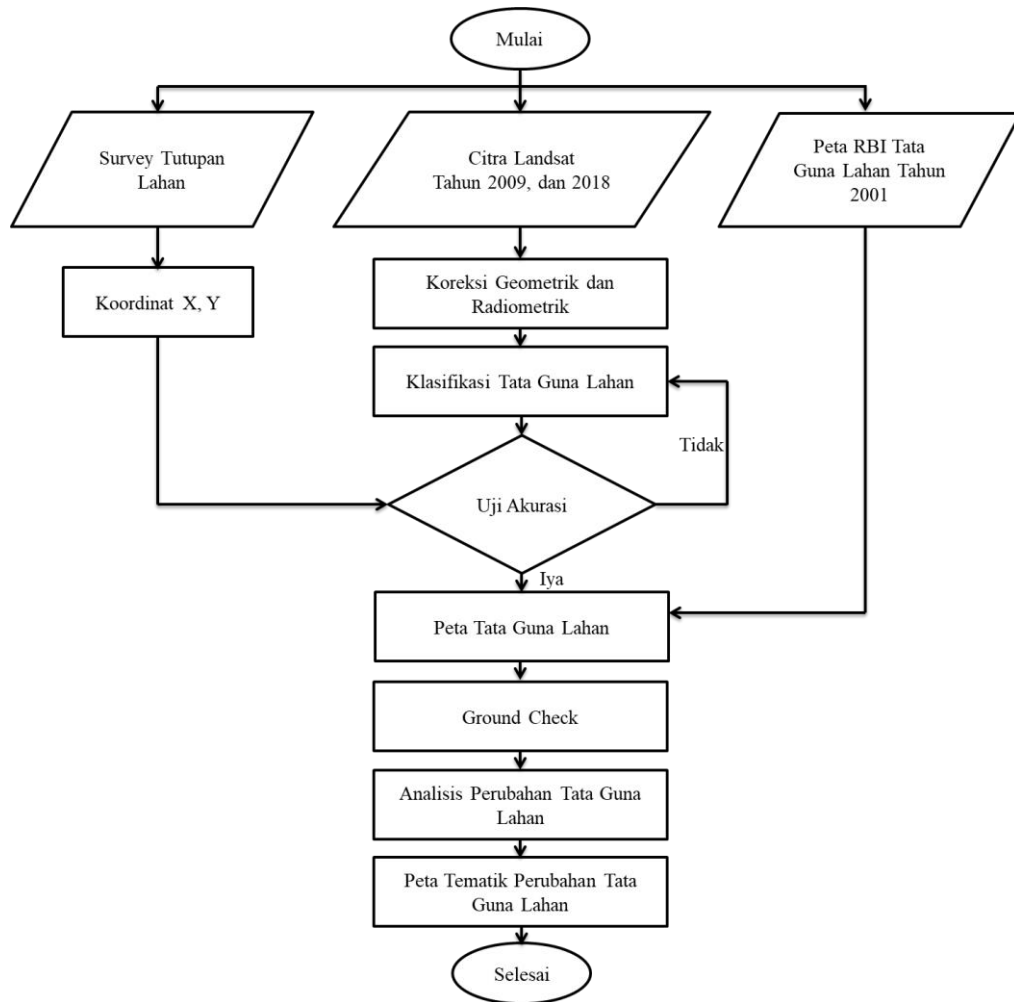 Mulai
Survey Tutupan
Lahan
Citra Landsat
Tahun 2009, dan 2018
Peta RBI Tata
Guna Lahan Tahun
2001
Koordinat X, Y
Koreksi Geometrik dan
Radiometrik
Klasifikasi Tata Guna Lahan
Tidak
Uji Akurasi
Iya
Peta Tata Guna Lahan
Ground Check
Analisis Perubahan Tata Guna
Lahan
Peta Tematik Perubahan Tata
Guna Lahan
Selesai